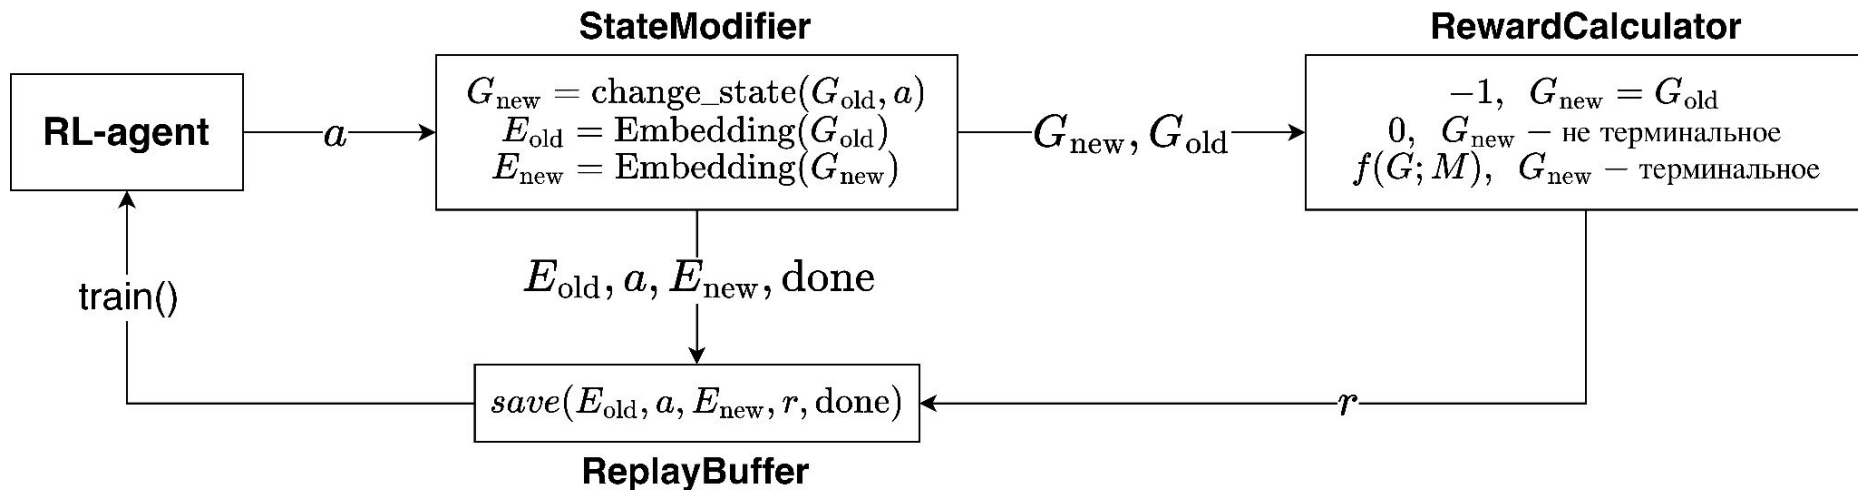 StateModifier
RewardCalculator
RL-agent
a
G_new = change_state(G_old, a)
E_old = Embedding(G_old)
E_new = Embedding(G_new)
G_new, G_old
−1, G_new = G_old
0, G_new − не терминальное
f(G; M), G_new − терминальное
train()
E_old, a, E_new, done
save(E_old, a, E_new, r, done)
r
ReplayBuffer